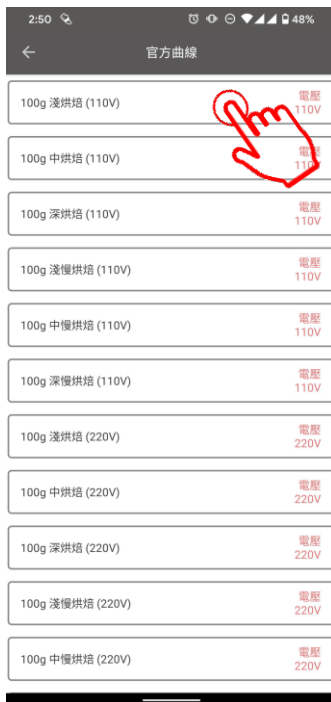 2:50 48%
官方曲線
100g 淺烘焙 (110V) 電壓
110V
100g 中烘焙 (110V) 電壓
110V
100g 深烘焙 (110V) 電壓
110V
100g 淺慢烘焙 (110V) 電壓
110V
100g 中慢烘焙 (110V) 電壓
110V
100g 深慢烘焙 (110V) 電壓
110V
100g 淺烘焙 (220V) 電壓
220V
100g 中烘焙 (220V) 電壓
220V
100g 深烘焙 (220V) 電壓
220V
100g 淺慢烘焙 (220V) 電壓
220V
100g 中慢烘焙 (220V) 電壓
220V